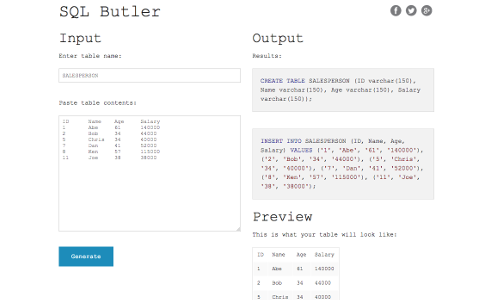 SQL Butler
Input
Enter table name:
SALESPERSON
Paste table contents:
ID Name Age Salary
1 Abe 61 140000
2 Bob 34 44000
5 Chris 34 40000
7 Dan 41 52000
8 Ken 57 115000
11 Joe 38 38000
Generate
Output
Results:
CREATE TABLE SALESPERSON (ID varchar(150),
Name varchar(150), Age varchar(150), Salary
varchar(150));
INSERT INTO SALESPERSON (ID, Name, Age,
Salary) VALUES ('1', 'Abe', '61', '140000'),
('2', 'Bob', '34', '44000'), ('5', 'Chris',
'34', '40000'), ('7', 'Dan', '41', '52000'),
('8', 'Ken', '57', '115000'), ('11', 'Joe',
'38', '38000');
Preview
This is what your table will look like:
ID Name Age Salary
1 Abe 61 140000
2 Bob 34 44000
5 Chris 34 40000